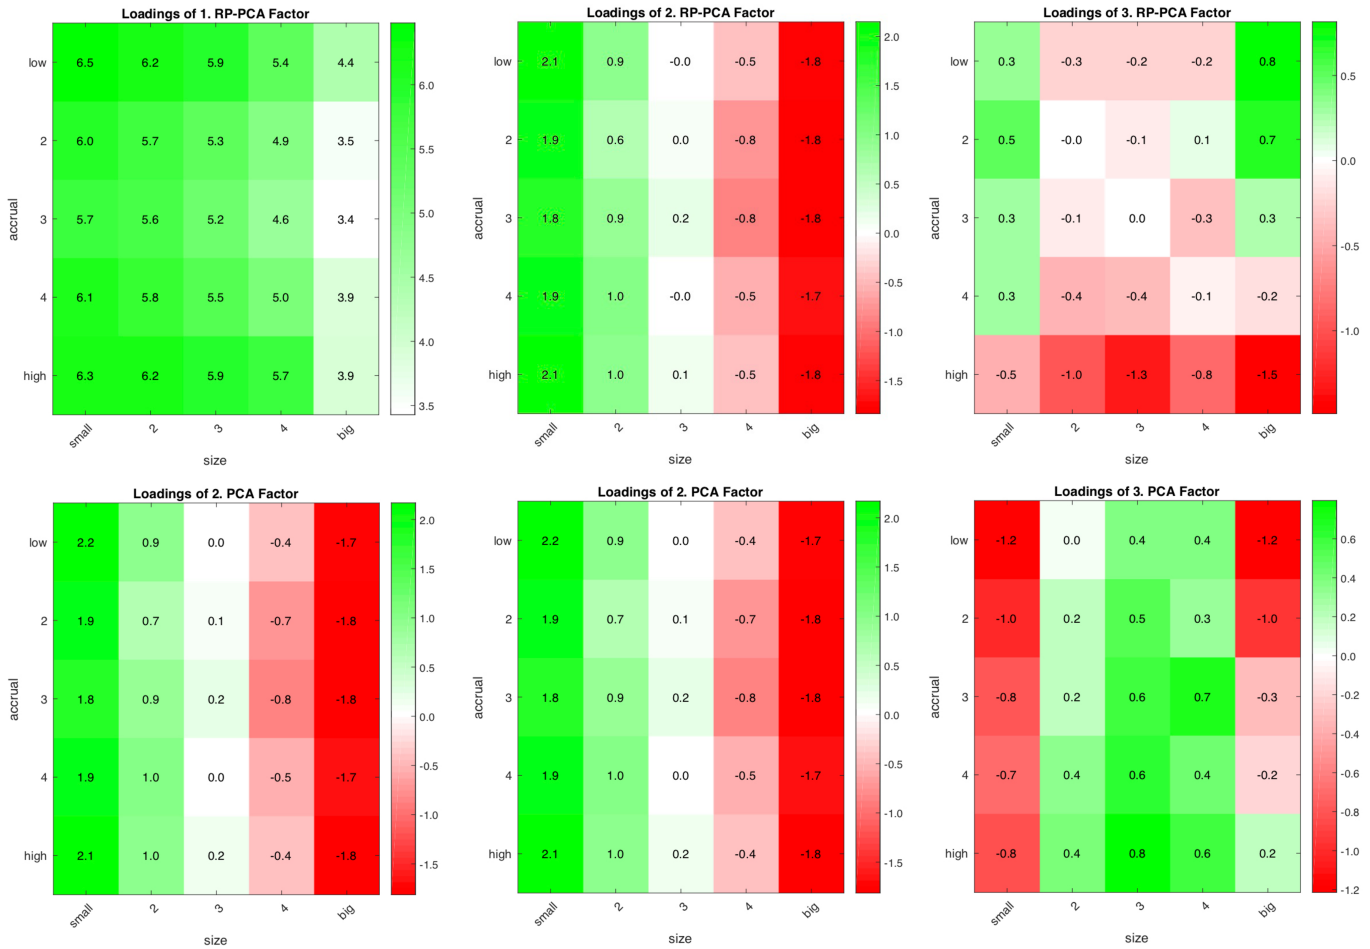 Loadings of 1. RP-PCA Factor
low 6.5 6.2 5.9 5.4 4.4
2 6.0 5.7 5.3 4.9 3.5
3 5.7 5.6 5.2 4.6 3.4
4 6.1 5.8 5.5 5.0 3.9
high 6.3 6.2 5.9 5.7 3.9
accrual
small 2 3 4 big
size
6.0
5.5
5.0
4.5
4.0
3.5
Loadings of 2. RP-PCA Factor
low 2.1 0.9 -0.0 -0.5 -1.8
2 1.9 0.6 0.0 -0.8 -1.8
3 1.8 0.9 0.2 -0.8 -1.8
4 1.9 1.0 -0.0 -0.5 -1.7
high 2.1 1.0 0.1 -0.5 -1.8
accrual
small 2 3 4 big
size
2.0
1.5
1.0
0.5
0.0
-0.5
-1.0
-1.5
Loadings of 3. RP-PCA Factor
low 0.3 -0.3 -0.2 -0.2 0.8
2 0.5 -0.0 -0.1 0.1 0.7
3 0.3 -0.1 0.0 -0.3 0.3
4 0.3 -0.4 -0.4 -0.1 -0.2
high -0.5 -1.0 -1.3 -0.8 -1.5
accrual
small 2 3 4 big
size
0.5
0.0
-0.5
-1.0
Loadings of 2. PCA Factor
low 2.2 0.9 0.0 -0.4 -1.7
2 1.9 0.7 0.1 -0.7 -1.8
3 1.8 0.9 0.2 -0.8 -1.8
4 1.9 1.0 0.0 -0.5 -1.7
high 2.1 1.0 0.2 -0.4 -1.8
accrual
small 2 3 4 big
size
2.0
1.5
1.0
0.5
0.0
-0.5
-1.0
-1.5
Loadings of 2. PCA Factor
low 2.2 0.9 0.0 -0.4 -1.7
2 1.9 0.7 0.1 -0.7 -1.8
3 1.8 0.9 0.2 -0.8 -1.8
4 1.9 1.0 0.0 -0.5 -1.7
high 2.1 1.0 0.2 -0.4 -1.8
accrual
small 2 3 4 big
size
2.0
1.5
1.0
0.5
0.0
-0.5
-1.0
-1.5
Loadings of 3. PCA Factor
low -1.2 0.0 0.4 0.4 -1.2
2 -1.0 0.2 0.5 0.3 -1.0
3 -0.8 0.2 0.6 0.7 -0.3
4 -0.7 0.4 0.6 0.4 -0.2
high -0.8 0.4 0.8 0.6 0.2
accrual
small 2 3 4 big
size
0.6
0.4
0.2
0.0
-0.2
-0.4
-0.6
-0.8
-1.0
-1.2